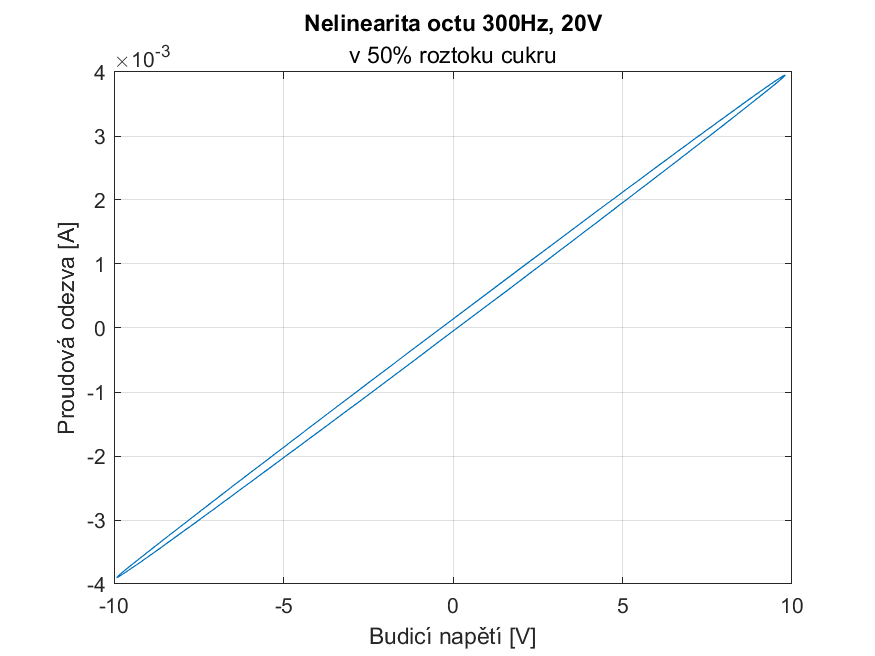 Nelinearita octu 300Hz, 20V
v 50% roztoku cukru
×10⁻³
4
3
2
1
0
-1
-2
-3
-4
Proudová odezva [A]
-10 -5 0 5 10
Budicí napětí [V]